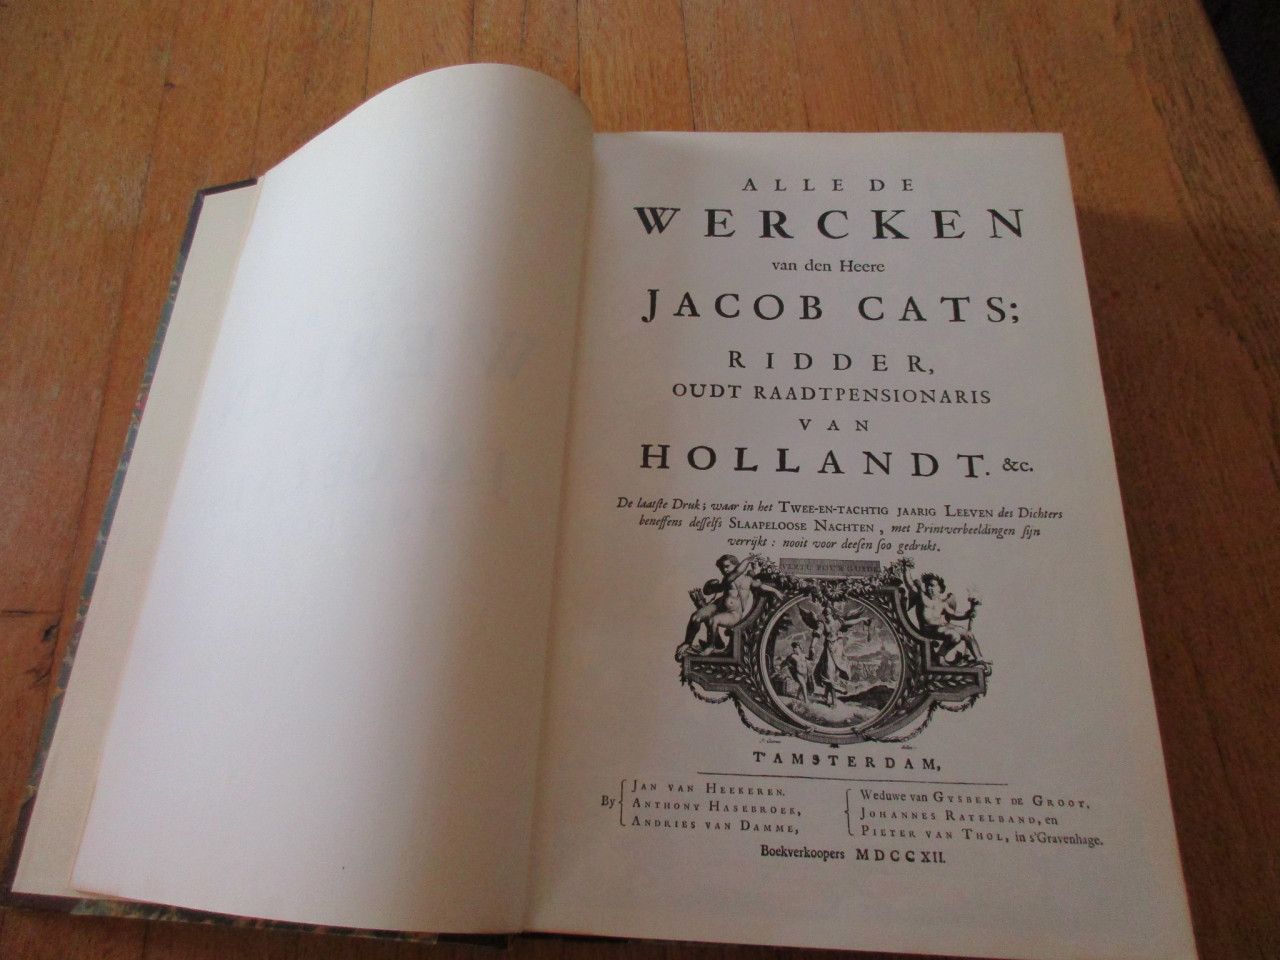 ALLE DE
WERCKEN
van den Heere
JACOB CATS;
RIDDER,
OUDT RAADTPENSIONARIS
VAN
HOLLANDT. &c.
De laatſte Druk; waar in het TWEE-EN-TACHTIG JAARIG LEEVEN des Dichters
beneffens deſſelfs SLAAPELOOSE NACHTEN, met Printverbeeldingen ſijn
verrijkt: nooit voor deeſen ſoo gedrukt.
VERTU POUR GUIDE
T'AMSTERDAM,
By
JAN VAN HEEKEREN.
ANTHONY HASEBROEK,
ANDRIES VAN DAMME,
Weduwe van GYSBERT DE GROOT,
JOHANNES RATELBAND, en
PIETER VAN THOL, in s'Gravenhage.
Boekverkoopers MDCCXII.